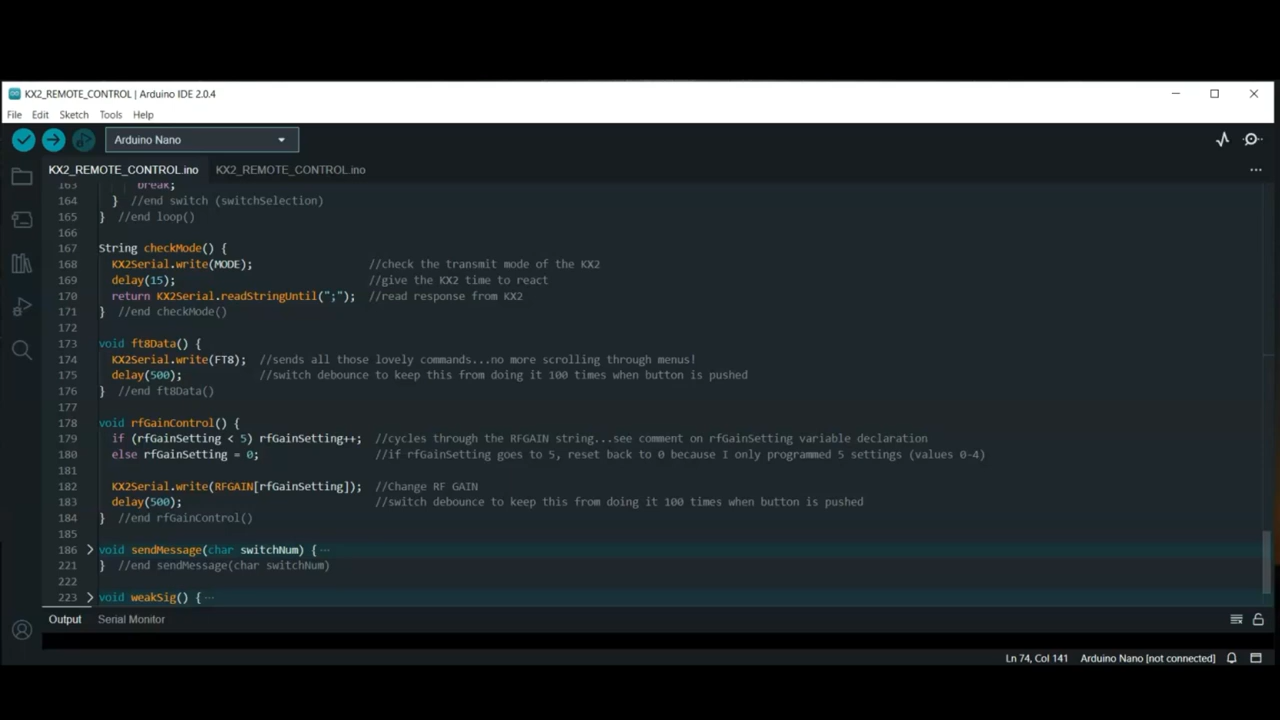 KX2_REMOTE_CONTROL | Arduino IDE 2.0.4
File Edit Sketch Tools Help
Arduino Nano
KX2_REMOTE_CONTROL.ino KX2_REMOTE_CONTROL.ino
163 break;
164 } //end switch (switchSelection)
165 } //end loop()
166
167 String checkMode() {
168 KX2Serial.write(MODE); //check the transmit mode of the KX2
169 delay(15); //give the KX2 time to react
170 return KX2Serial.readStringUntil(";"); //read response from KX2
171 } //end checkMode()
172
173 void ft8Data() {
174 KX2Serial.write(FT8); //sends all those lovely commands...no more scrolling through menus!
175 delay(500); //switch debounce to keep this from doing it 100 times when button is pushed
176 } //end ft8Data()
177
178 void rfGainControl() {
179 if (rfGainSetting < 5) rfGainSetting++; //cycles through the RFGAIN string...see comment on rfGainSetting variable declaration
180 else rfGainSetting = 0; //if rfGainSetting goes to 5, reset back to 0 because I only programmed 5 settings (values 0-4)
181
182 KX2Serial.write(RFGAIN[rfGainSetting]); //Change RF GAIN
183 delay(500); //switch debounce to keep this from doing it 100 times when button is pushed
184 } //end rfGainControl()
185
186 void sendMessage(char switchNum) { ...
221 } //end sendMessage(char switchNum)
222
223 void weakSig() { ...
Output Serial Monitor
Ln 74, Col 141 Arduino Nano [not connected]